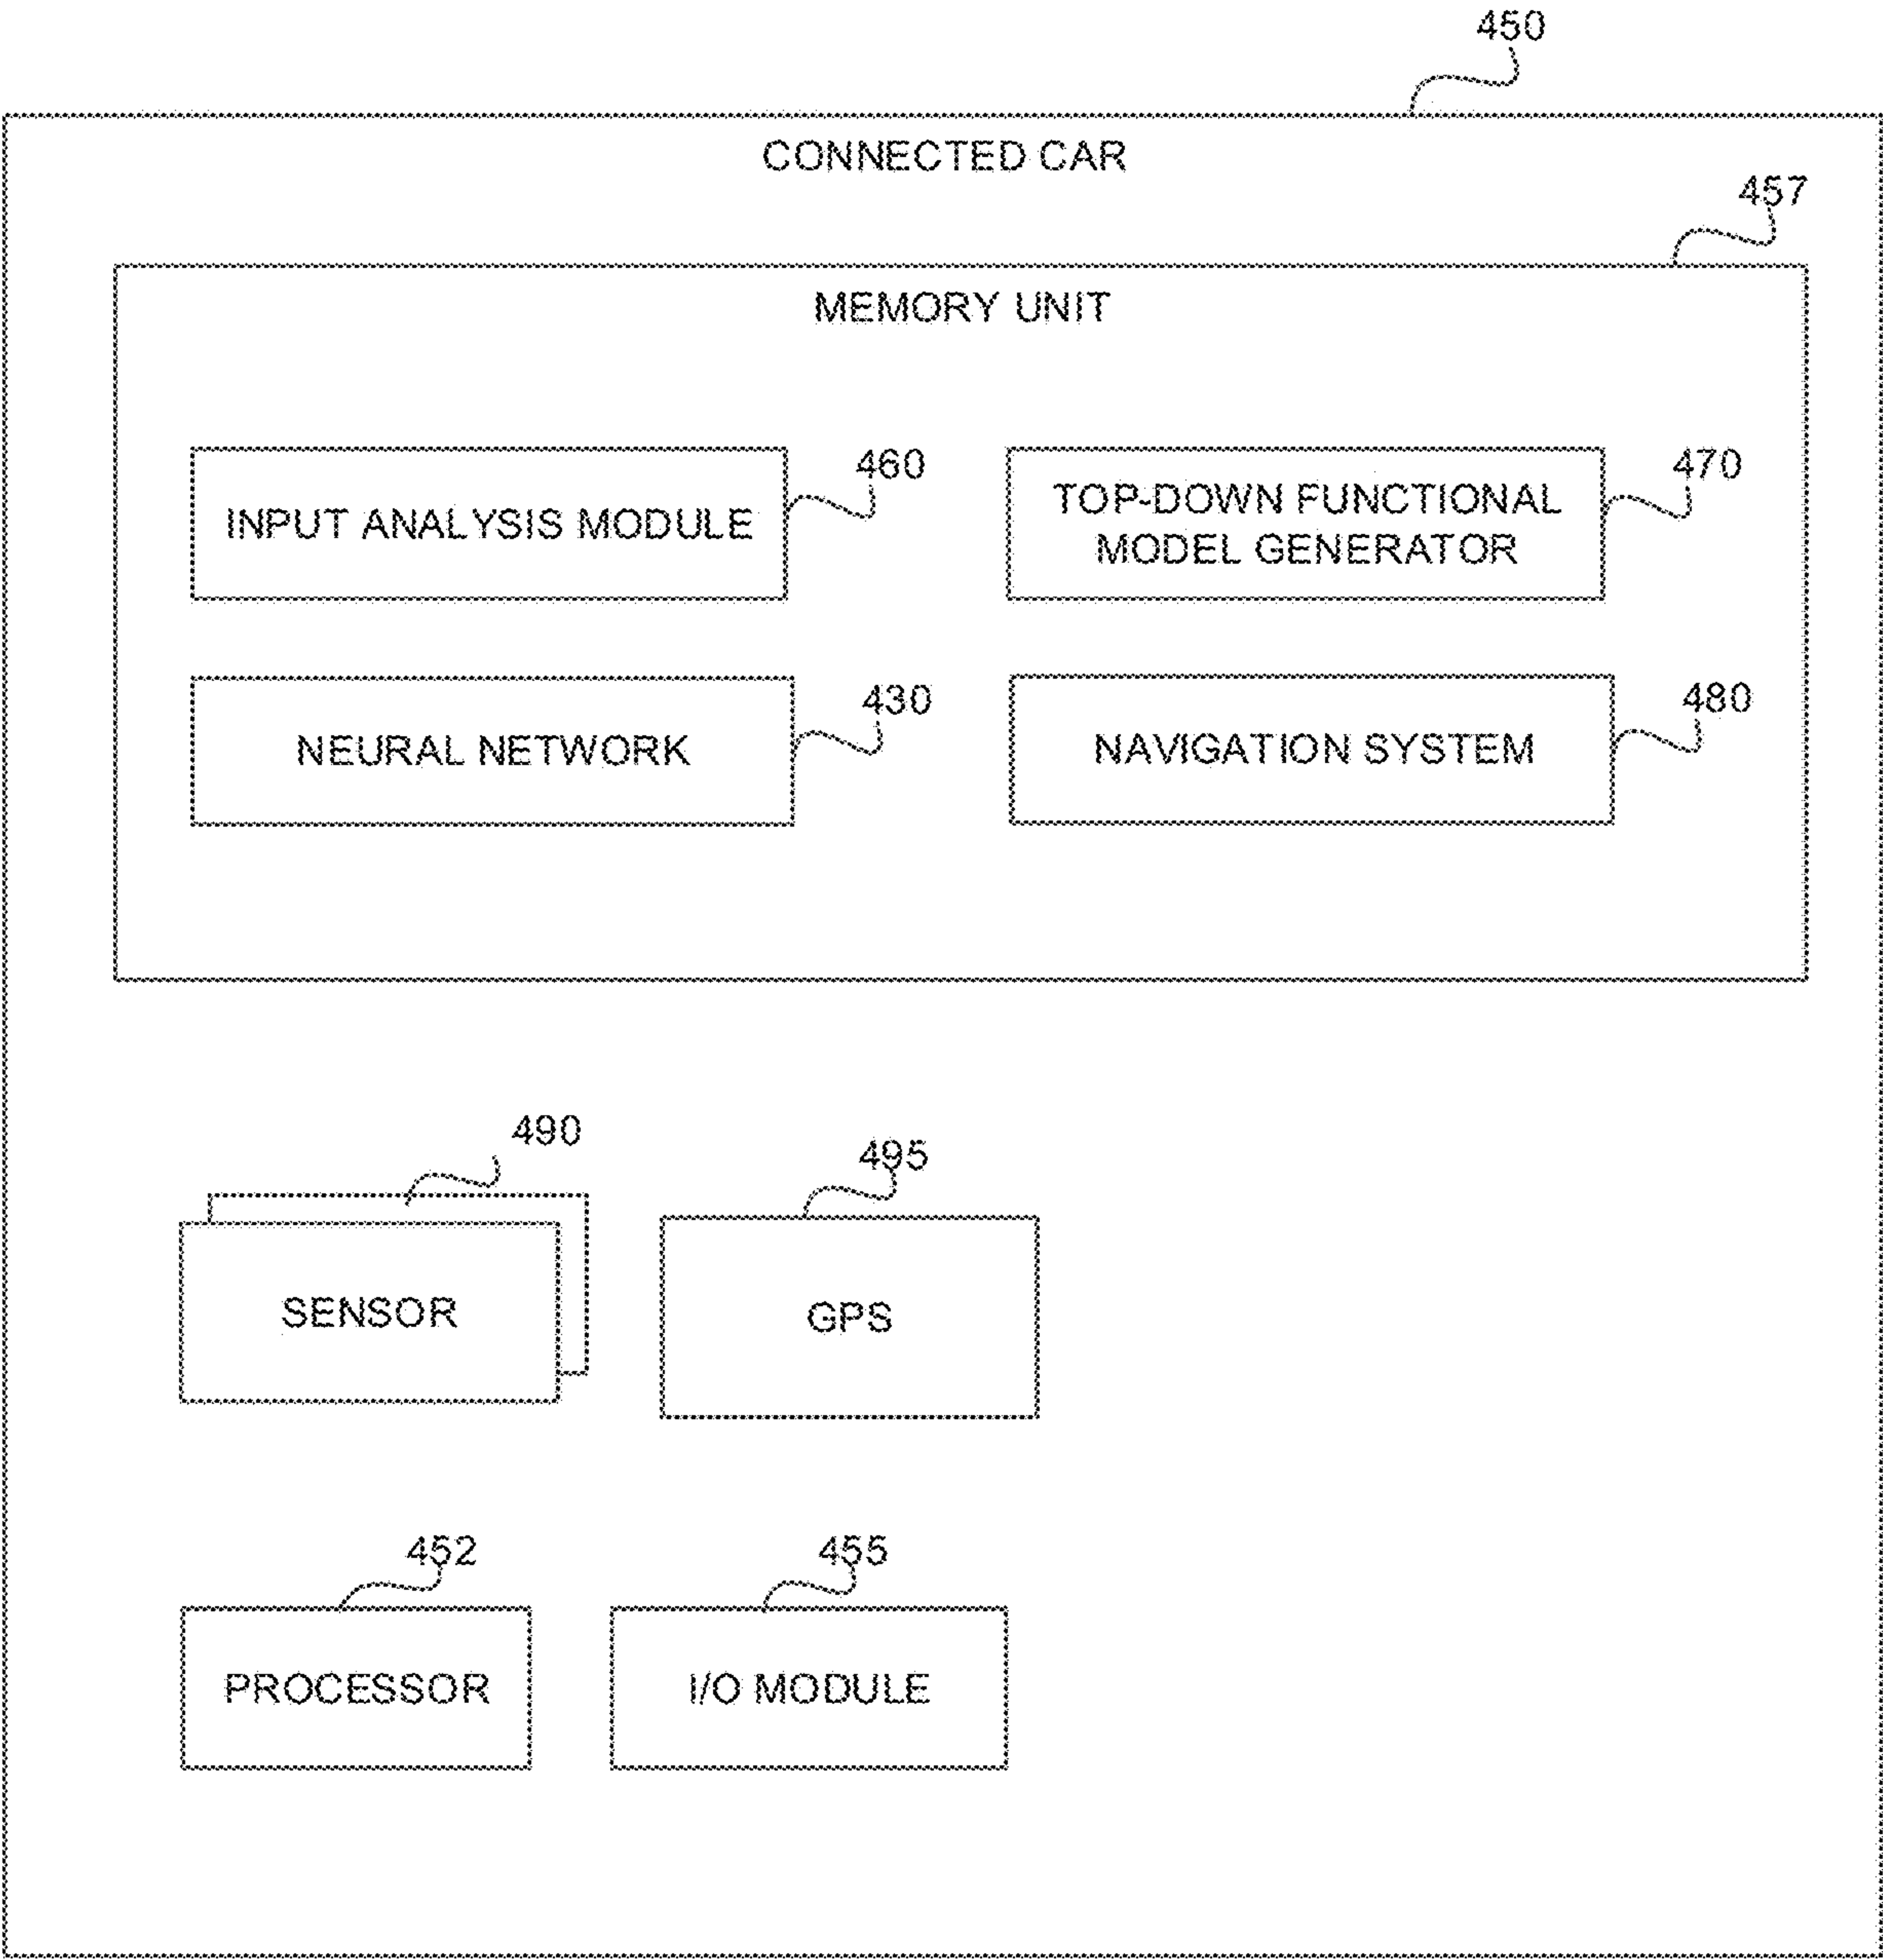 450
CONNECTED CAR
457
MEMORY UNIT
460
470
INPUT ANALYSIS MODULE
TOP-DOWN FUNCTIONAL
MODEL GENERATOR
430
480
NEURAL NETWORK
NAVIGATION SYSTEM
490
495
SENSOR
GPS
452
455
PROCESSOR
I/O MODULE